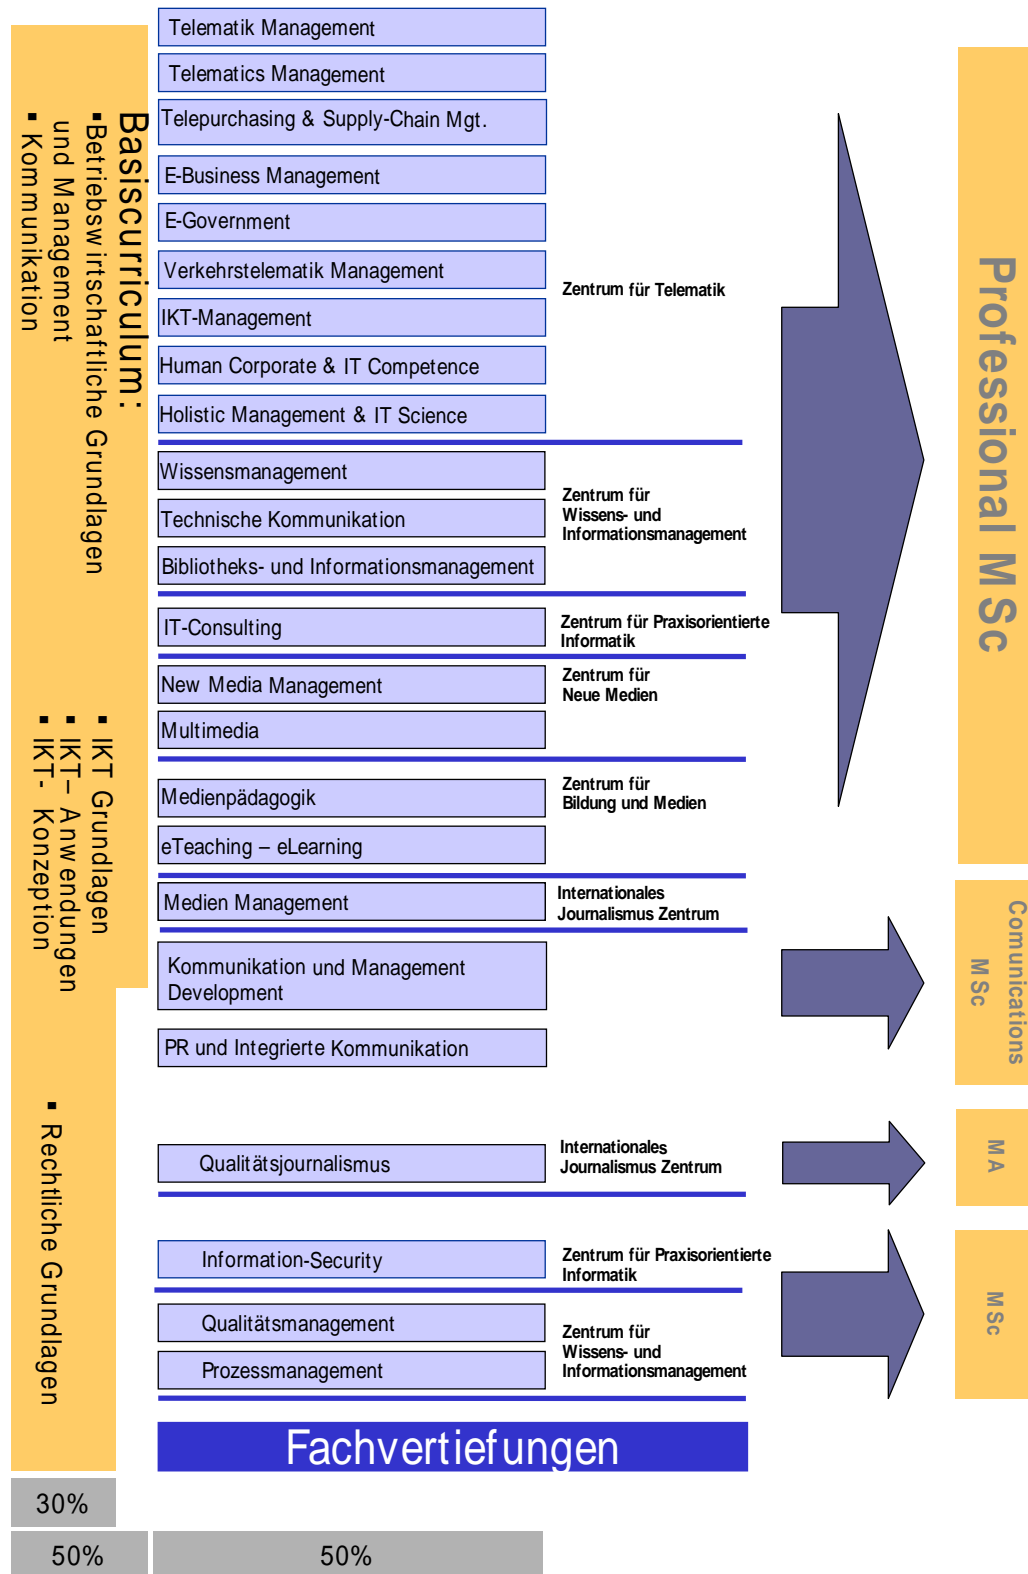 Basiscurriculum:
▪Betriebswirtschaftliche Grundlagen
und Management
▪ Kommunikation
▪ IKT Grundlagen
▪ IKT– Anwendungen
▪ IKT- Konzeption
▪ Rechtliche Grundlagen
Telematik Management
Telematics Management
Telepurchasing & Supply-Chain Mgt.
E-Business Management
E-Government
Verkehrstelematik Management
IKT-Management
Human Corporate & IT Competence
Holistic Management & IT Science
Zentrum für Telematik
Wissensmanagement
Technische Kommunikation
Bibliotheks- und Informationsmanagement
Zentrum für
Wissens- und
Informationsmanagement
IT-Consulting
Zentrum für Praxisorientierte
Informatik
New Media Management
Multimedia
Zentrum für
Neue Medien
Medienpädagogik
eTeaching – eLearning
Zentrum für
Bildung und Medien
Medien Management
Internationales
Journalismus Zentrum
Kommunikation und Management
Development
PR und Integrierte Kommunikation
Qualitätsjournalismus
Internationales
Journalismus Zentrum
Information-Security
Zentrum für Praxisorientierte
Informatik
Qualitätsmanagement
Prozessmanagement
Zentrum für
Wissens- und
Informationsmanagement
Fachvertiefungen
Professional MSc
Comunications
MSc
MA
MSc
30%
50%
50%